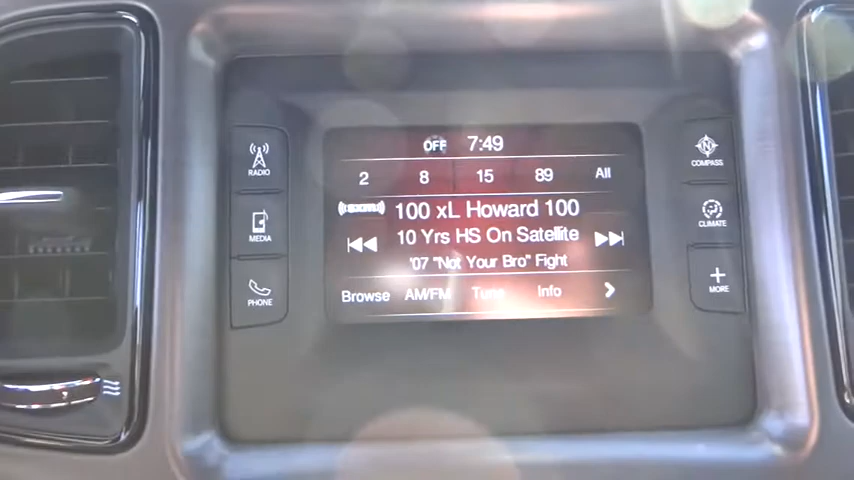 OFF 7:49
2 8 15 89 All
((SiriusXM)) 100 xL Howard 100
10 Yrs HS On Satellite
'07 "Not Your Bro" Fight
Browse AM/FM Tune Info
RADIO
MEDIA
PHONE
COMPASS
CLIMATE
MORE